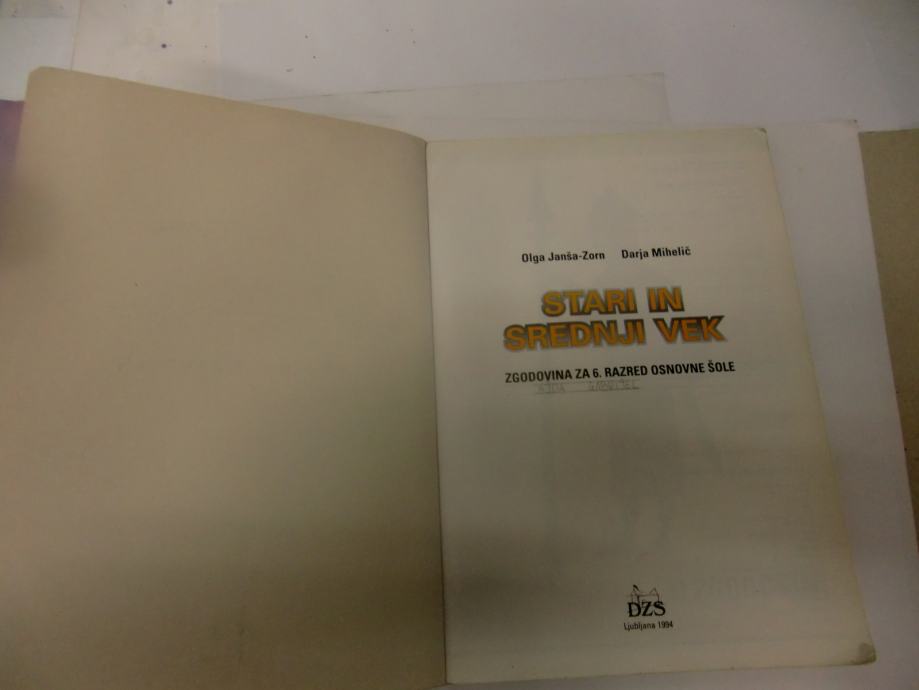 Olga Janša-Zorn Darja Mihelič
STARI IN
SREDNJI VEK
ZGODOVINA ZA 6. RAZRED OSNOVNE ŠOLE
DZS
Ljubljana 1994